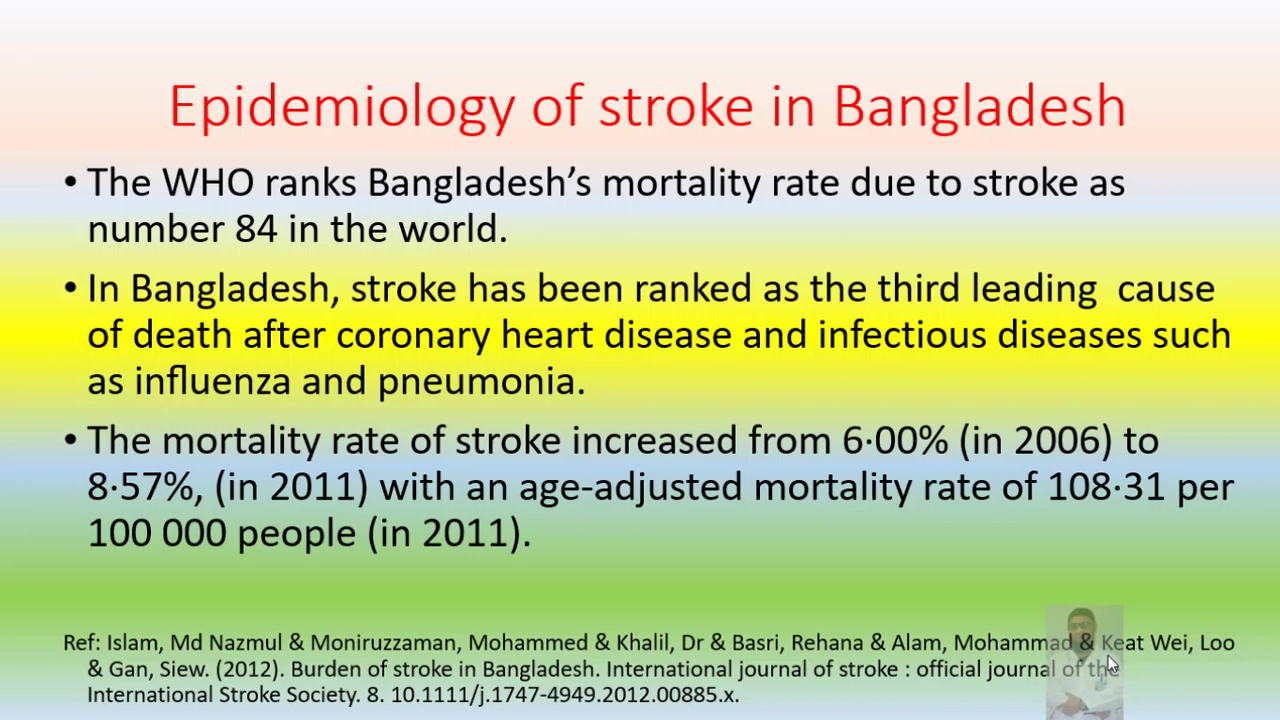 Epidemiology of stroke in Bangladesh
• The WHO ranks Bangladesh’s mortality rate due to stroke as
number 84 in the world.
• In Bangladesh, stroke has been ranked as the third leading  cause
of death after coronary heart disease and infectious diseases such
as influenza and pneumonia.
• The mortality rate of stroke increased from 6·00% (in 2006) to
8·57%, (in 2011) with an age-adjusted mortality rate of 108·31 per
100 000 people (in 2011).
Ref: Islam, Md Nazmul & Moniruzzaman, Mohammed & Khalil, Dr & Basri, Rehana & Alam, Mohammad & Keat Wei, Loo
& Gan, Siew. (2012). Burden of stroke in Bangladesh. International journal of stroke : official journal of the
International Stroke Society. 8. 10.1111/j.1747-4949.2012.00885.x.